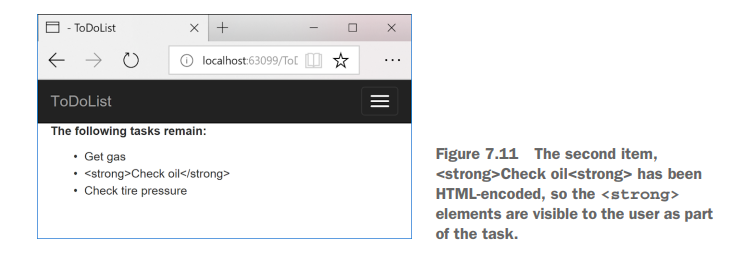 - ToDoList
localhost:63099/ToD
ToDoList
The following tasks remain:
• Get gas
• <strong>Check oil</strong>
• Check tire pressure
Figure 7.11 The second item,
<strong>Check oil<strong> has been
HTML-encoded, so the <strong>
elements are visible to the user as part
of the task.